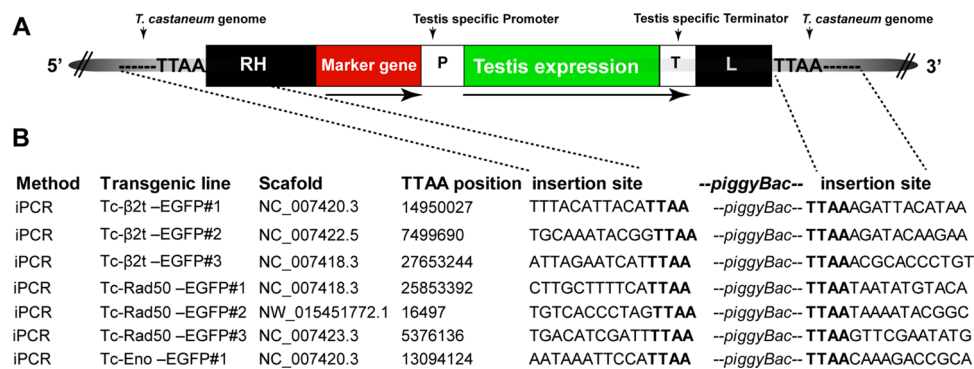 T. castaneum genome Testis specific Promoter Testis specific Terminator T. castaneum genome
A
5’ ------TTAA RH Marker gene P Testis expression T L TTAA------ 3’
B
Method Transgenic line Scafold TTAA position insertion site --piggyBac-- insertion site
iPCR Tc-β2t –EGFP#1 NC_007420.3 14950027 TTTACATTACATTAA --piggyBac-- TTAAAGATTACATAA
iPCR Tc-β2t –EGFP#2 NC_007422.5 7499690 TGCAAATACGGTTAA --piggyBac-- TTAAAGATACAAGAA
iPCR Tc-β2t –EGFP#3 NC_007418.3 27653244 ATTAGAATCATTTAA --piggyBac-- TTAAACGCACCCTGT
iPCR Tc-Rad50 –EGFP#1 NC_007418.3 25853392 CTTGCTTTTCATTAA --piggyBac-- TTAATAATATGTACA
iPCR Tc-Rad50 –EGFP#2 NW_015451772.1 16497 TGTCACCCTAGTTAA --piggyBac-- TTAATAAAATACGGC
iPCR Tc-Rad50 –EGFP#3 NC_007423.3 5376136 TGACATCGATTTTAA --piggyBac-- TTAAGTTCGAATATG
iPCR Tc-Eno –EGFP#1 NC_007420.3 13094124 AATAAATTCCATTAA --piggyBac-- TTAACAAAGACCGCA